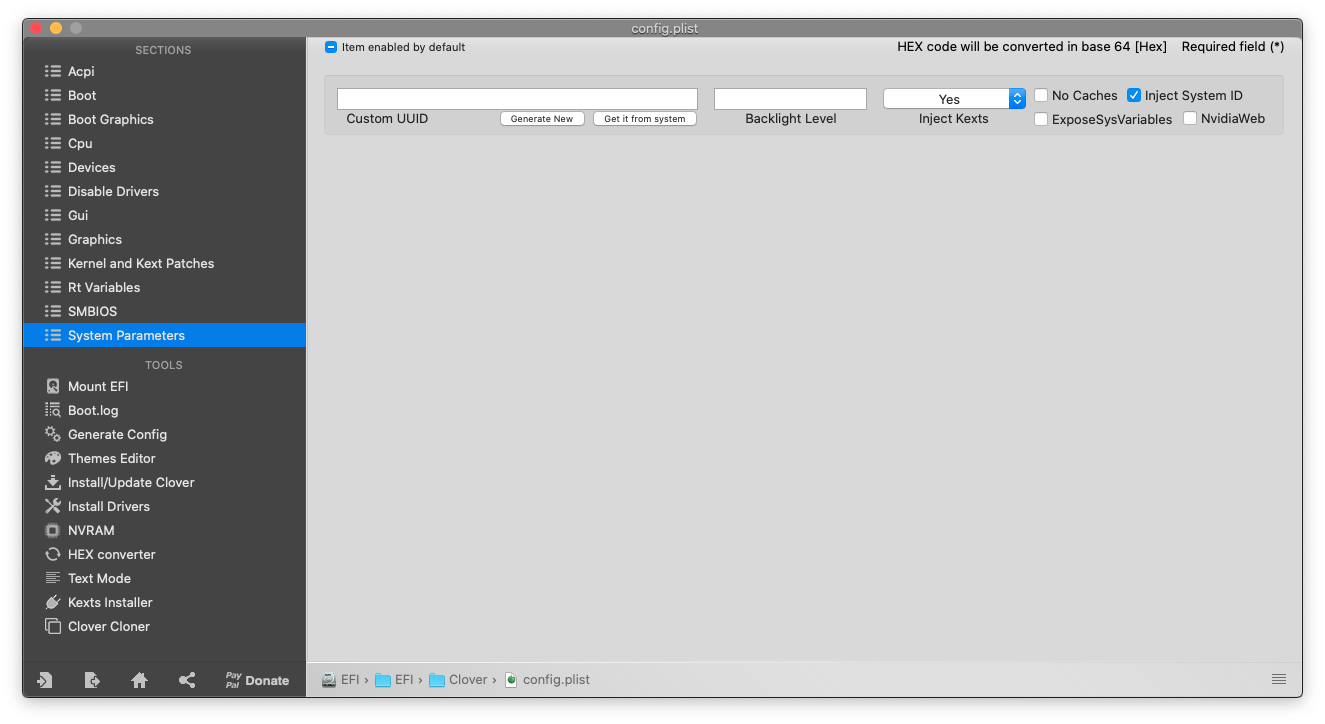 config.plist
SECTIONS
Acpi
Boot
Boot Graphics
Cpu
Devices
Disable Drivers
Gui
Graphics
Kernel and Kext Patches
Rt Variables
SMBIOS
System Parameters
TOOLS
Mount EFI
Boot.log
Generate Config
Themes Editor
Install/Update Clover
Install Drivers
NVRAM
HEX converter
Text Mode
Kexts Installer
Clover Cloner
Pay
Pal Donate
Item enabled by default
HEX code will be converted in base 64 [Hex] Required field (*)
Yes
No Caches
Inject System ID
Custom UUID
Generate New
Get it from system
Backlight Level
Inject Kexts
ExposeSysVariables
NvidiaWeb
EFI › EFI › Clover › config.plist